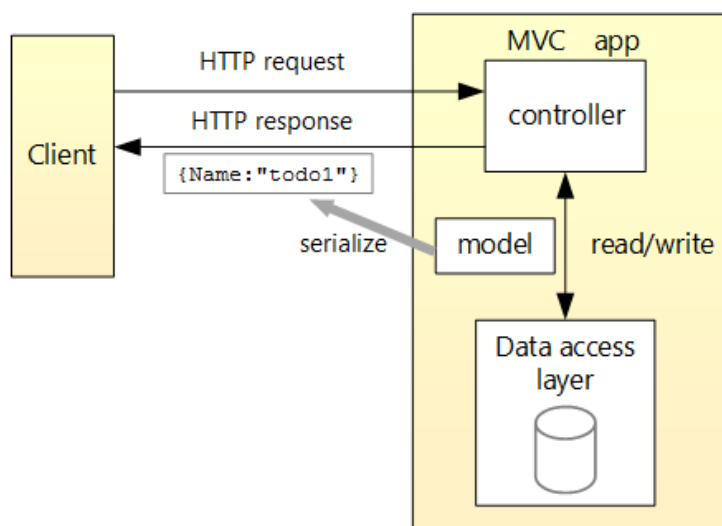 MVC app
HTTP request
controller
HTTP response
Client
{Name:"todo1"}
serialize
model
read/write
Data access
layer